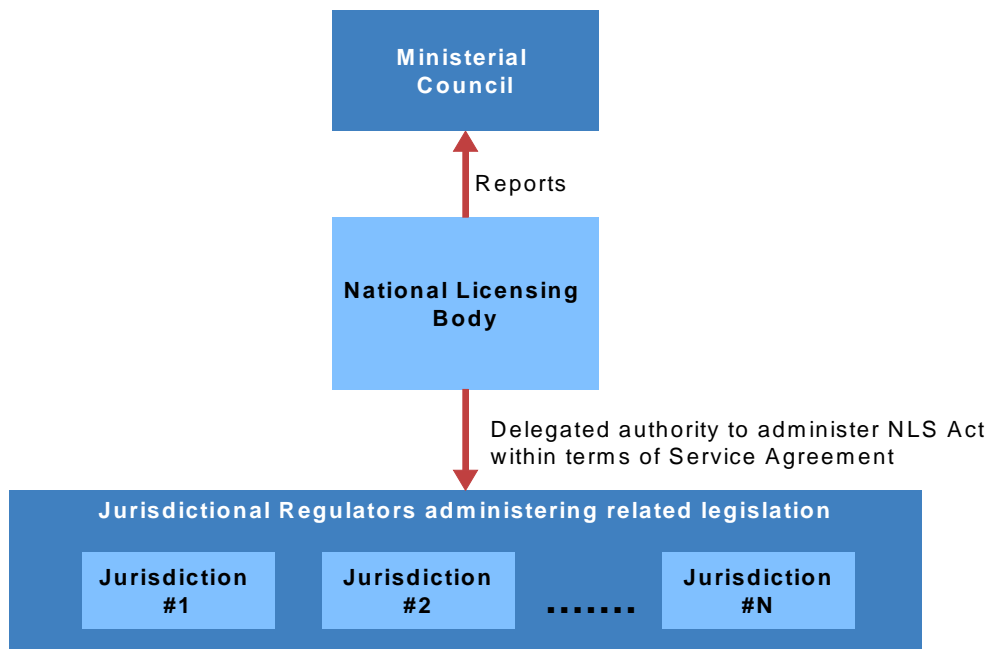 Ministerial
Council
Reports
National Licensing
Body
Delegated authority to administer NLS Act
within terms of Service Agreement
Jurisdictional Regulators administering related legislation
Jurisdiction
#1
Jurisdiction
#2
.......
Jurisdiction
#N